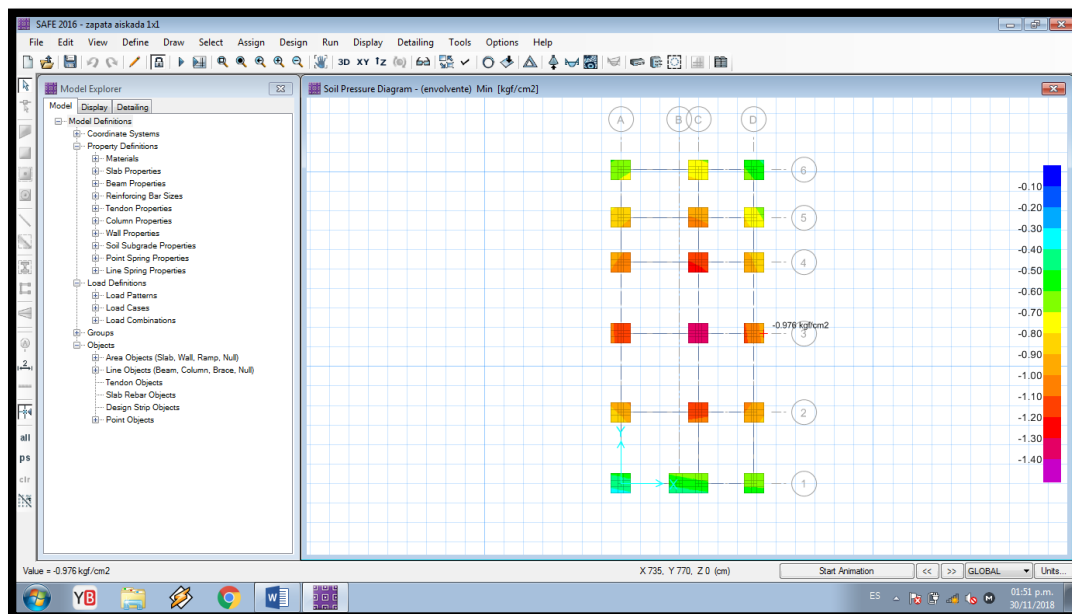 SAFE 2016 - zapata aiskada 1x1
File Edit View Define Draw Select Assign Design Run Display Detailing Tools Options Help
3D XY
Model Explorer
Model Display Detailing
Model Definitions
Coordinate Systems
Property Definitions
Materials
Slab Properties
Beam Properties
Reinforcing Bar Sizes
Tendon Properties
Column Properties
Wall Properties
Soil Subgrade Properties
Point Spring Properties
Line Spring Properties
Load Definitions
Load Patterns
Load Cases
Load Combinations
Groups
Objects
Area Objects (Slab, Wall, Ramp, Null)
Line Objects (Beam, Column, Brace, Null)
Tendon Objects
Slab Rebar Objects
Design Strip Objects
Point Objects
all
ps
clr
Soil Pressure Diagram - (envolvente) Min [kgf/cm2]
A B C D
6
5
4
-0.976 kgf/cm2
3
2
1
-0.10
-0.20
-0.30
-0.40
-0.50
-0.60
-0.70
-0.80
-0.90
-1.00
-1.10
-1.20
-1.30
-1.40
Value = -0.976 kgf/cm2
X 735, Y 770, Z 0 (cm)
Start Animation
<< >>
GLOBAL
Units...
YB
W
ES
01:51 p.m.
30/11/2018